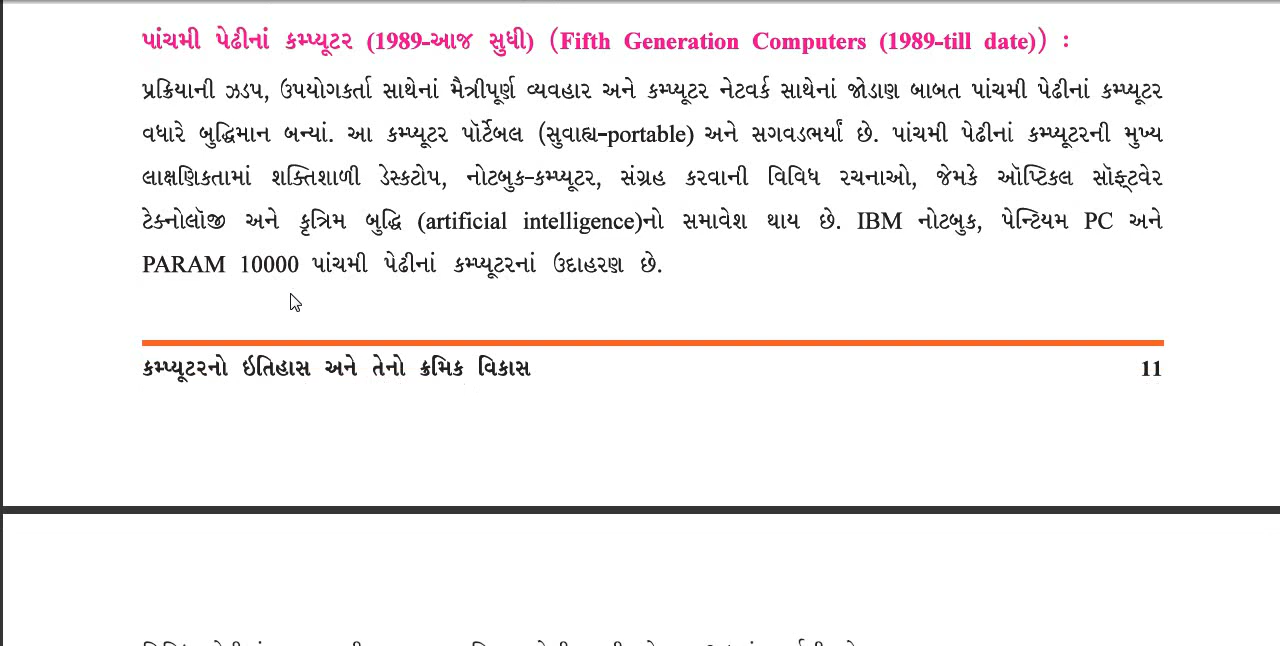 પાંચમી પેઢીનાં કમ્પ્યૂટર (1989-આજ સુધી) (Fifth Generation Computers (1989-till date)) :
પ્રક્રિયાની ઝડપ, ઉપયોગકર્તા સાથેનાં મૈત્રીપૂર્ણ વ્યવહાર અને કમ્પ્યૂટર નેટવર્ક સાથેનાં જોડાણ બાબત પાંચમી પેઢીનાં કમ્પ્યૂટર
વધારે બુદ્ધિમાન બન્યાં. આ કમ્પ્યૂટર પૉર્ટેબલ (સુવાહ્ય-portable) અને સગવડભર્યાં છે. પાંચમી પેઢીનાં કમ્પ્યૂટરની મુખ્ય
લાક્ષણિકતામાં શક્તિશાળી ડેસ્કટોપ, નોટબુક-કમ્પ્યૂટર, સંગ્રહ કરવાની વિવિધ રચનાઓ, જેમકે ઑપ્ટિકલ સૉફ્ટવેર
ટેક્નોલૉજી અને કૃત્રિમ બુદ્ધિ (artificial intelligence)નો સમાવેશ થાય છે. IBM નોટબુક, પેન્ટિયમ PC અને
PARAM 10000 પાંચમી પેઢીનાં કમ્પ્યૂટરનાં ઉદાહરણ છે.
કમ્પ્યૂટરનો ઇતિહાસ અને તેનો ક્રમિક વિકાસ 11